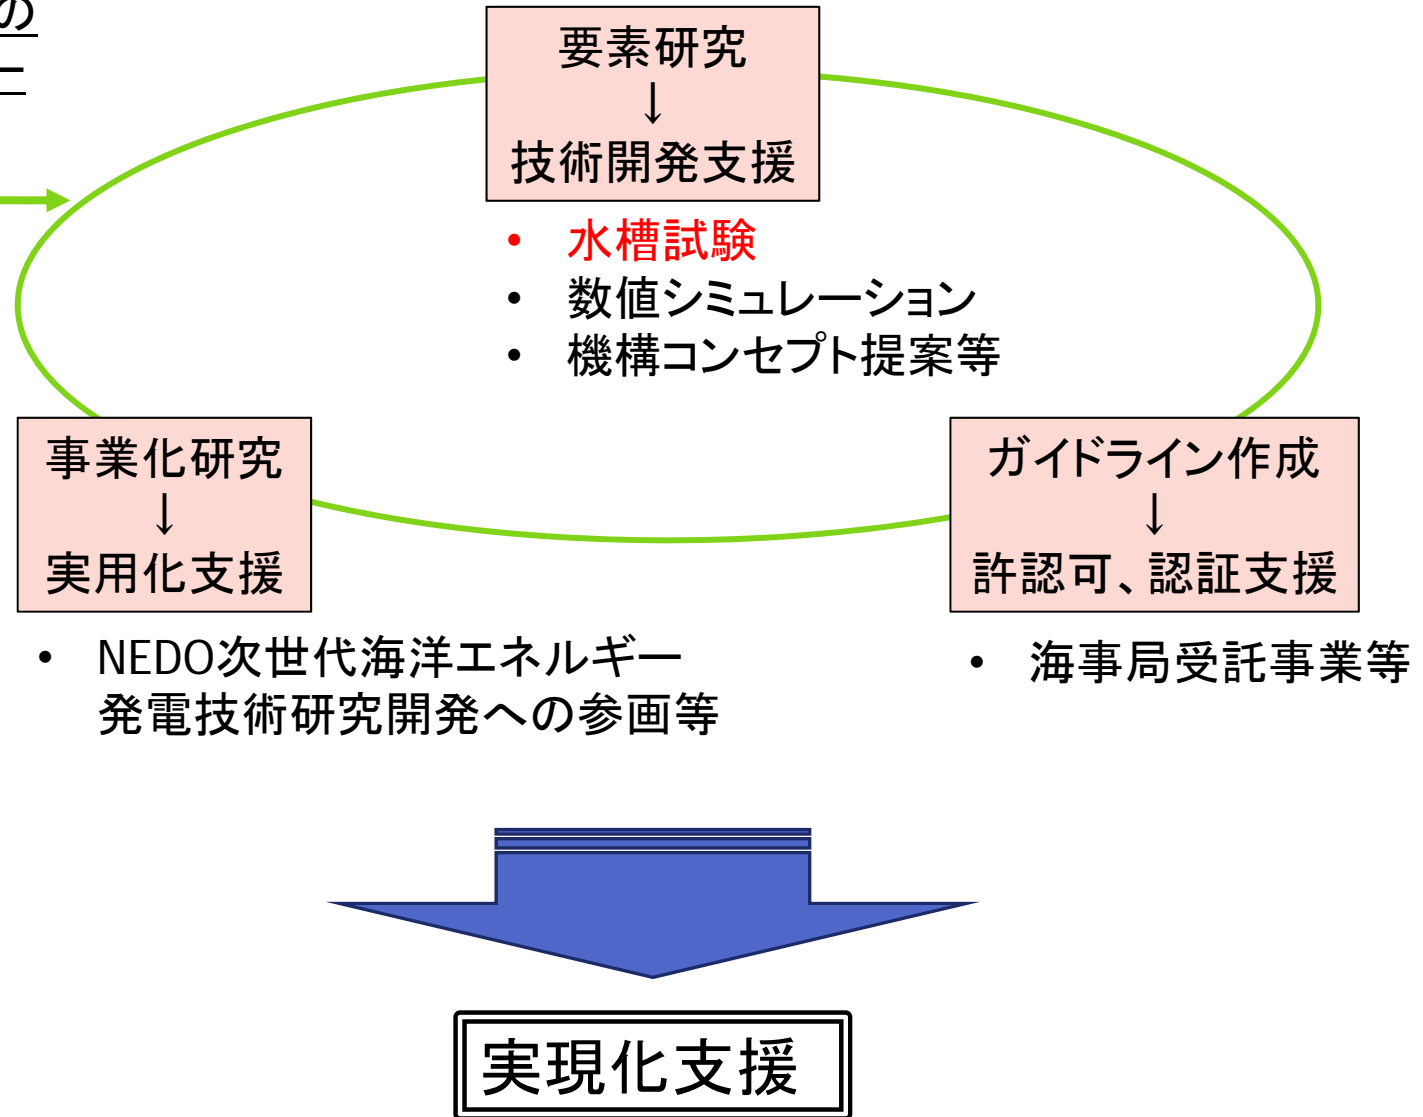 の
ー
要素研究
↓
技術開発支援
• 水槽試験
• 数値シミュレーション
• 機構コンセプト提案等
事業化研究
↓
実用化支援
• NEDO次世代海洋エネルギー
発電技術研究開発への参画等
ガイドライン作成
↓
許認可、認証支援
• 海事局受託事業等
実現化支援